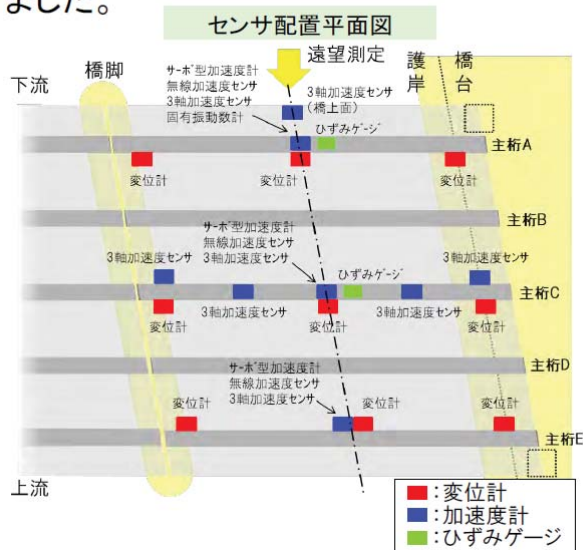 ました。
センサ配置平面図
遠望測定
橋脚
護岸
橋台
下流
サーボ型加速度計
無線加速度センサ
3軸加速度センサ
固有振動数計
3軸加速度センサ
(橋上面)
ひずみゲージ
主桁A
変位計
変位計
変位計
主桁B
サーボ型加速度計
無線加速度センサ
3軸加速度センサ
3軸加速度センサ
3軸加速度センサ
ひずみゲージ
主桁C
変位計
3軸加速度センサ
変位計
3軸加速度センサ
変位計
主桁D
サーボ型加速度計
無線加速度センサ
3軸加速度センサ
変位計
変位計
変位計
主桁E
上流
:変位計
:加速度計
:ひずみゲージ